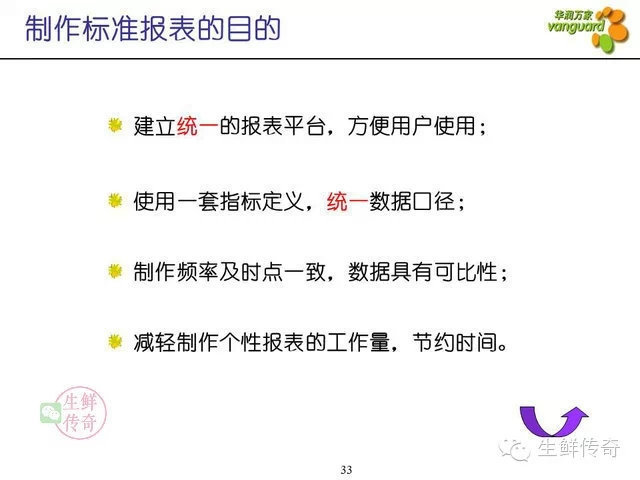 制作标准报表的目的
华润万家
vanguard
建立统一的报表平台，方便用户使用；
使用一套指标定义，统一数据口径；
制作频率及时点一致，数据具有可比性；
减轻制作个性报表的工作量，节约时间。
生鲜
传奇
生鲜传奇
33